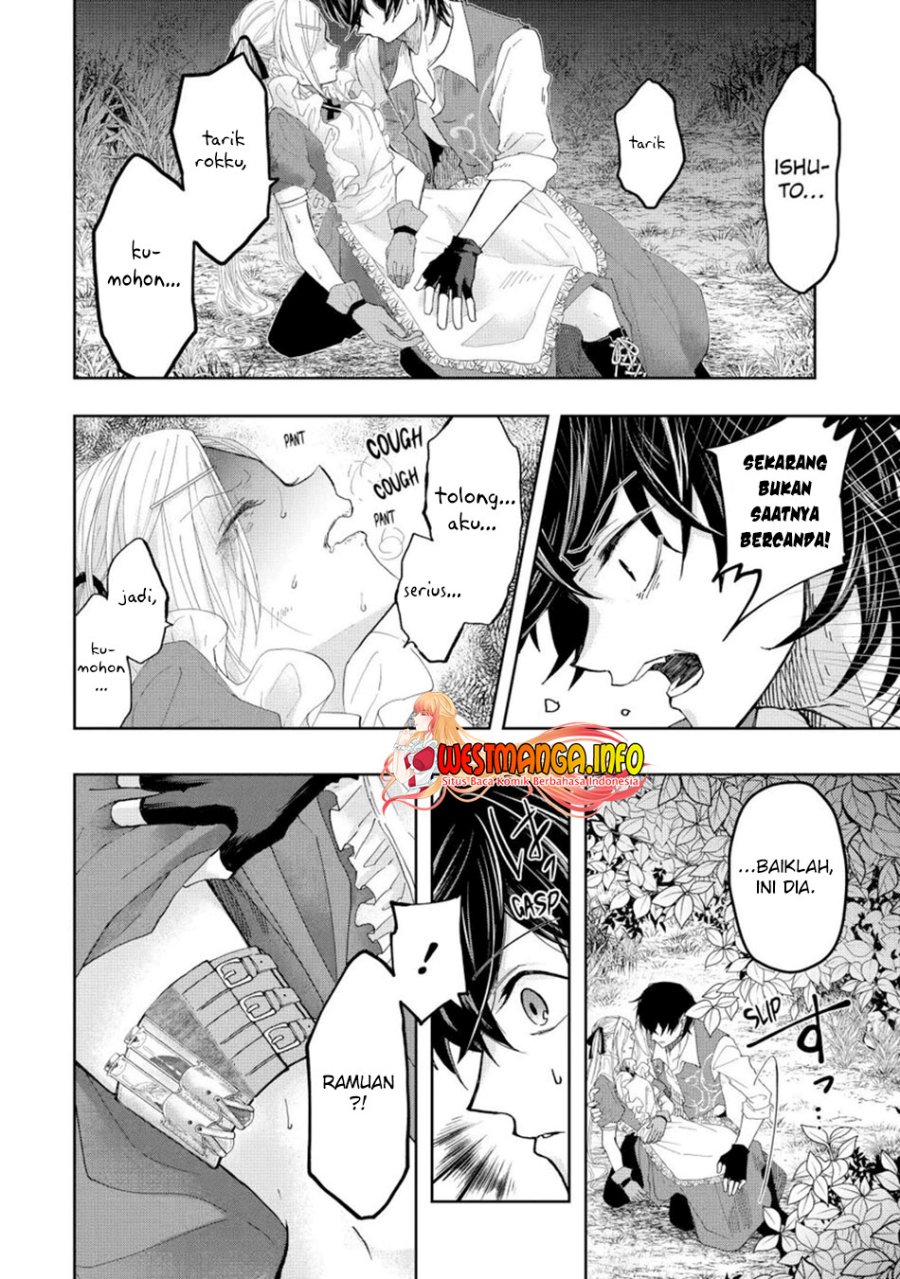 ISHU-
TO...
tarik
tarik
rokku,
ku-
mohon...
SEKARANG
BUKAN
SAATNYA
BERCANDA!
COUGH
COUGH
PANT
PANT
tolong...
aku...
serius...
jadi,
ku-
mohon
...
WESTMANGA.INFO
Situs Baca Komik Berbahasa Indonesia
...BAIKLAH,
INI DIA.
SLIP
す
GASP
!
RAMUAN
?!